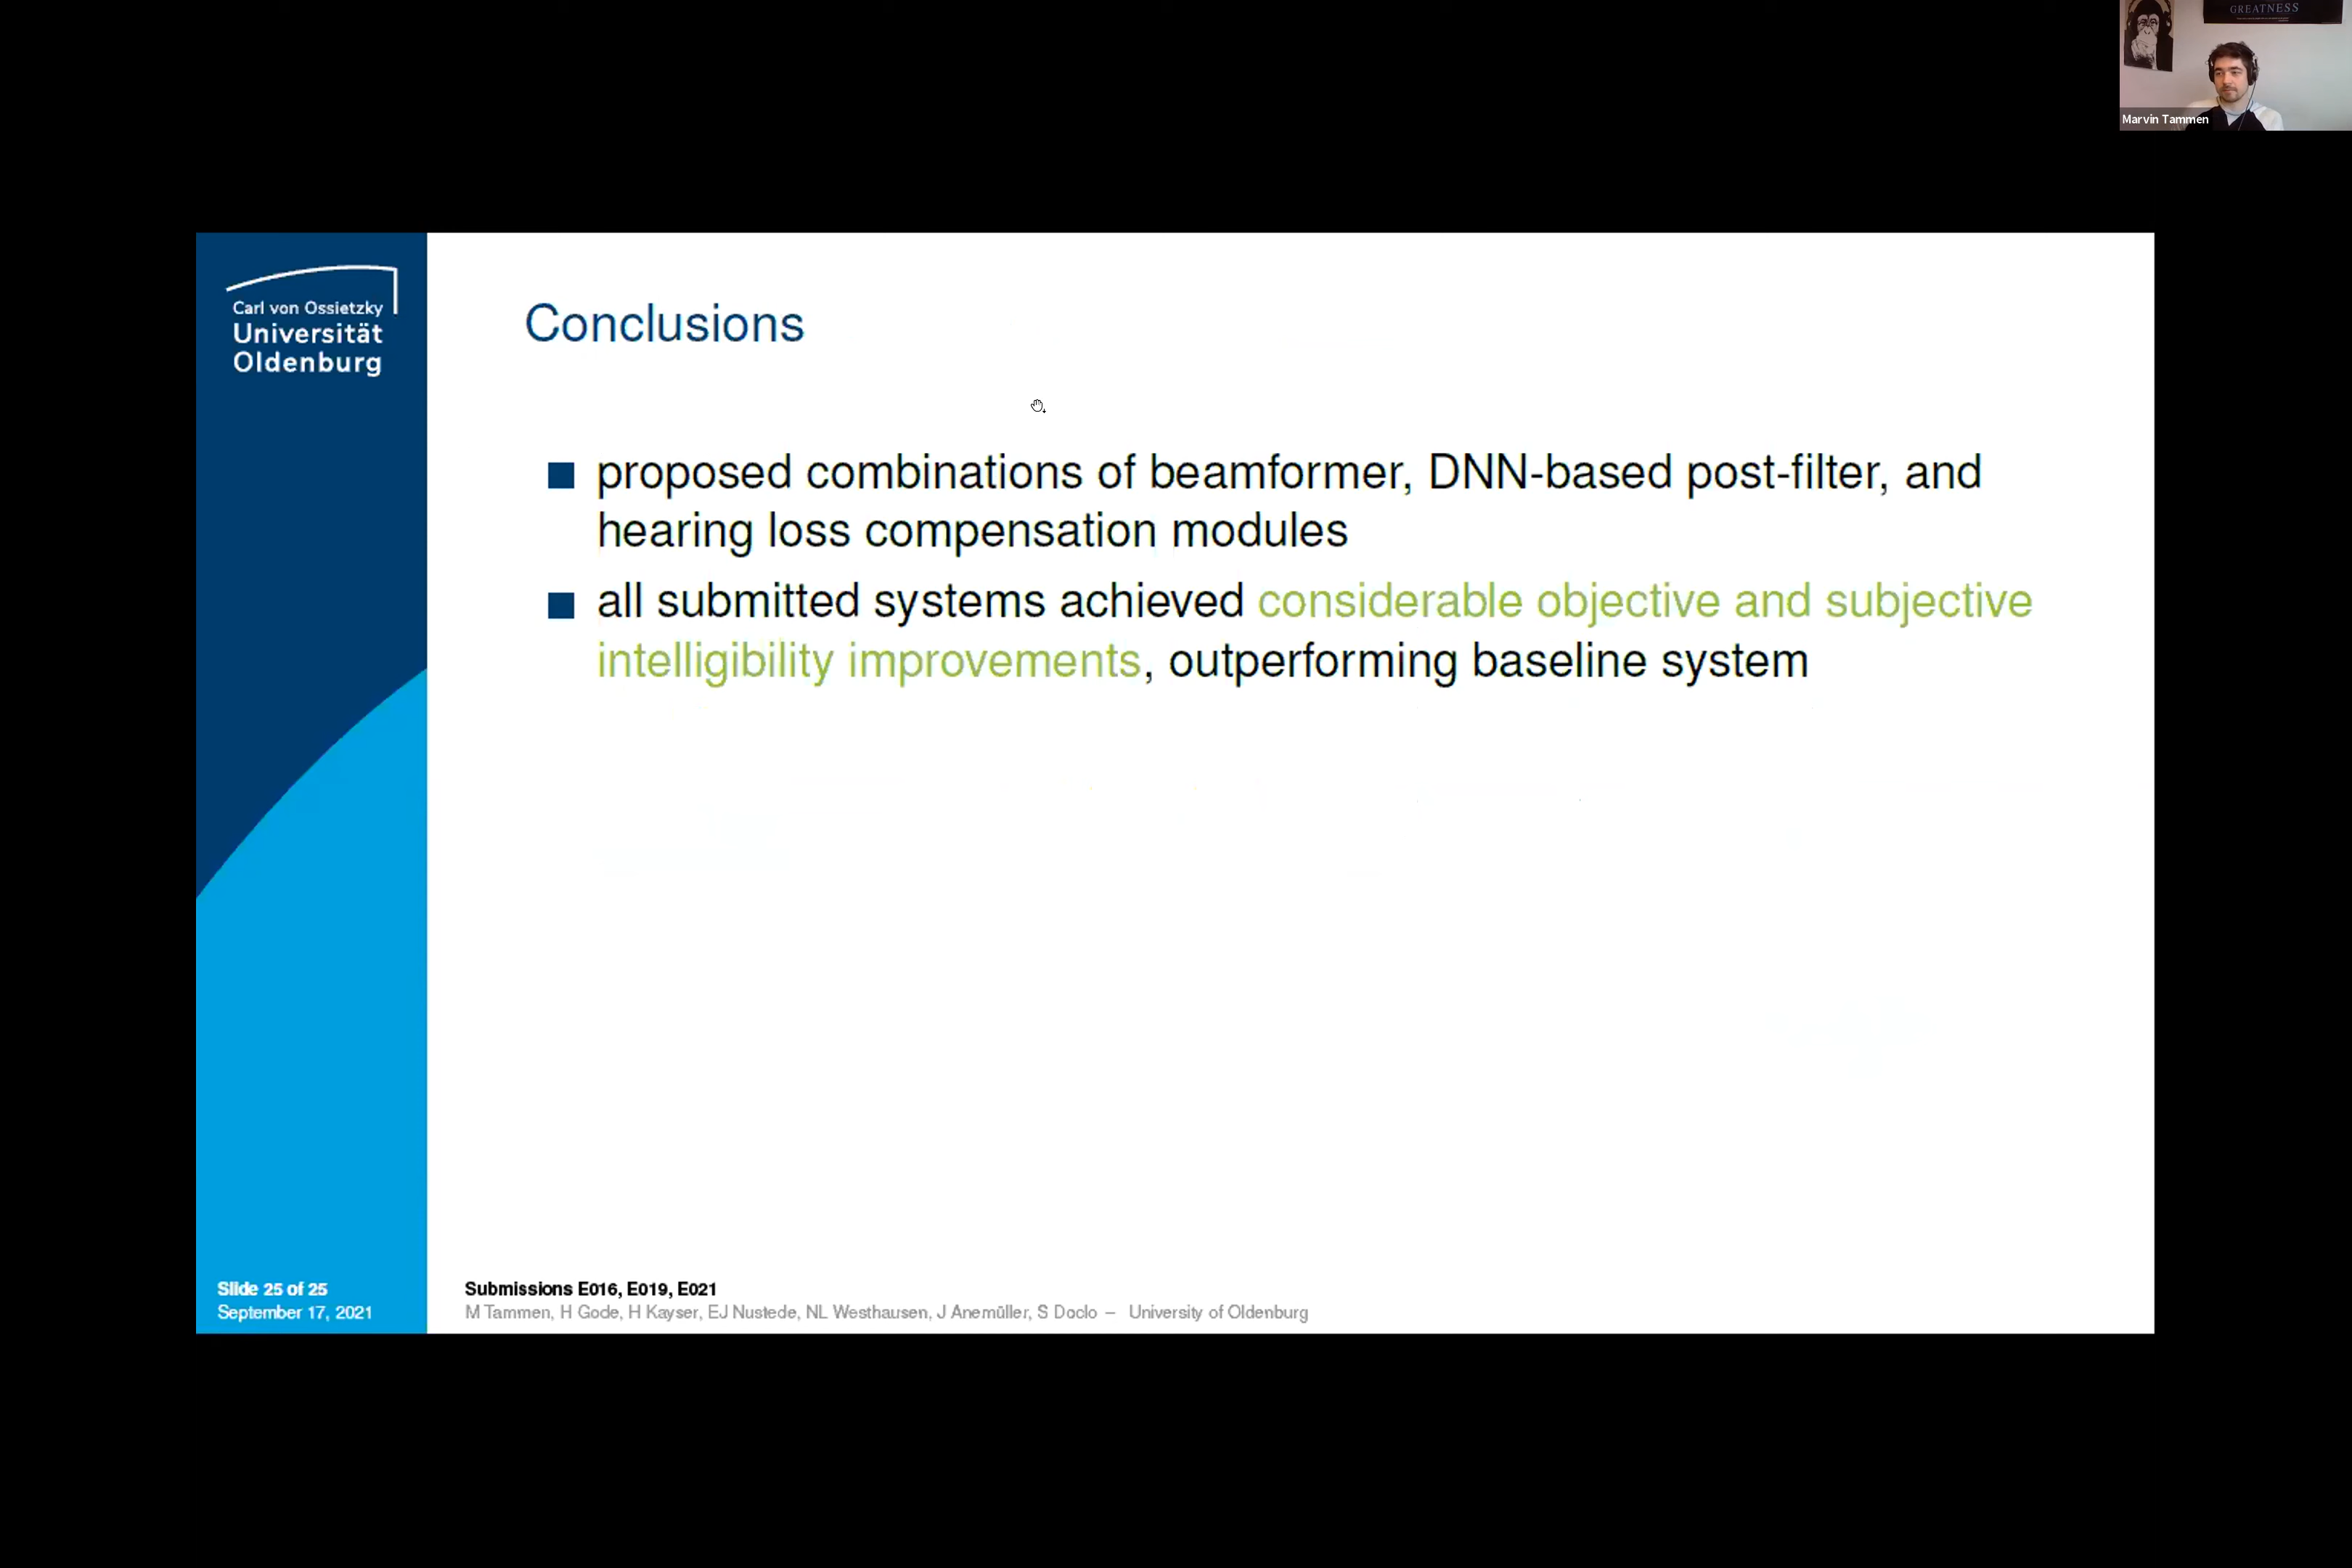 GREATNESS
Marvin Tammen
Carl von Ossietzky
Universität
Oldenburg
Conclusions
proposed combinations of beamformer, DNN-based post-filter, and
hearing loss compensation modules
all submitted systems achieved considerable objective and subjective
intelligibility improvements, outperforming baseline system
Slide 25 of 25
September 17, 2021
Submissions E016, E019, E021
M Tammen, H Gode, H Kayser, EJ Nustede, NL Westhausen, J Anemüller, S Doclo – University of Oldenburg